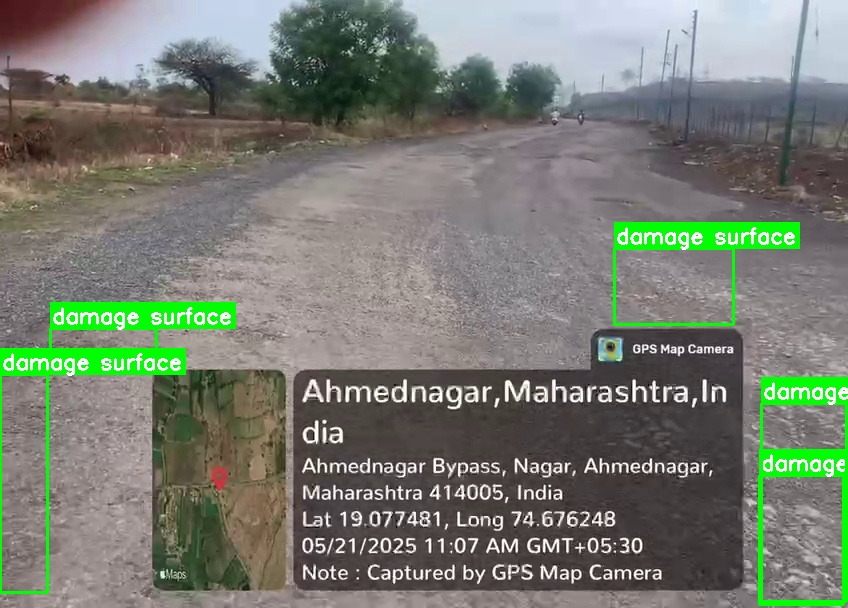 damage surface
damage surface
damage surface
GPS Map Camera
damage
damage
Ahmednagar,Maharashtra,In
dia
Ahmednagar Bypass, Nagar, Ahmednagar,
Maharashtra 414005, India
Lat 19.077481, Long 74.676248
05/21/2025 11:07 AM GMT+05:30
Note : Captured by GPS Map Camera
Maps